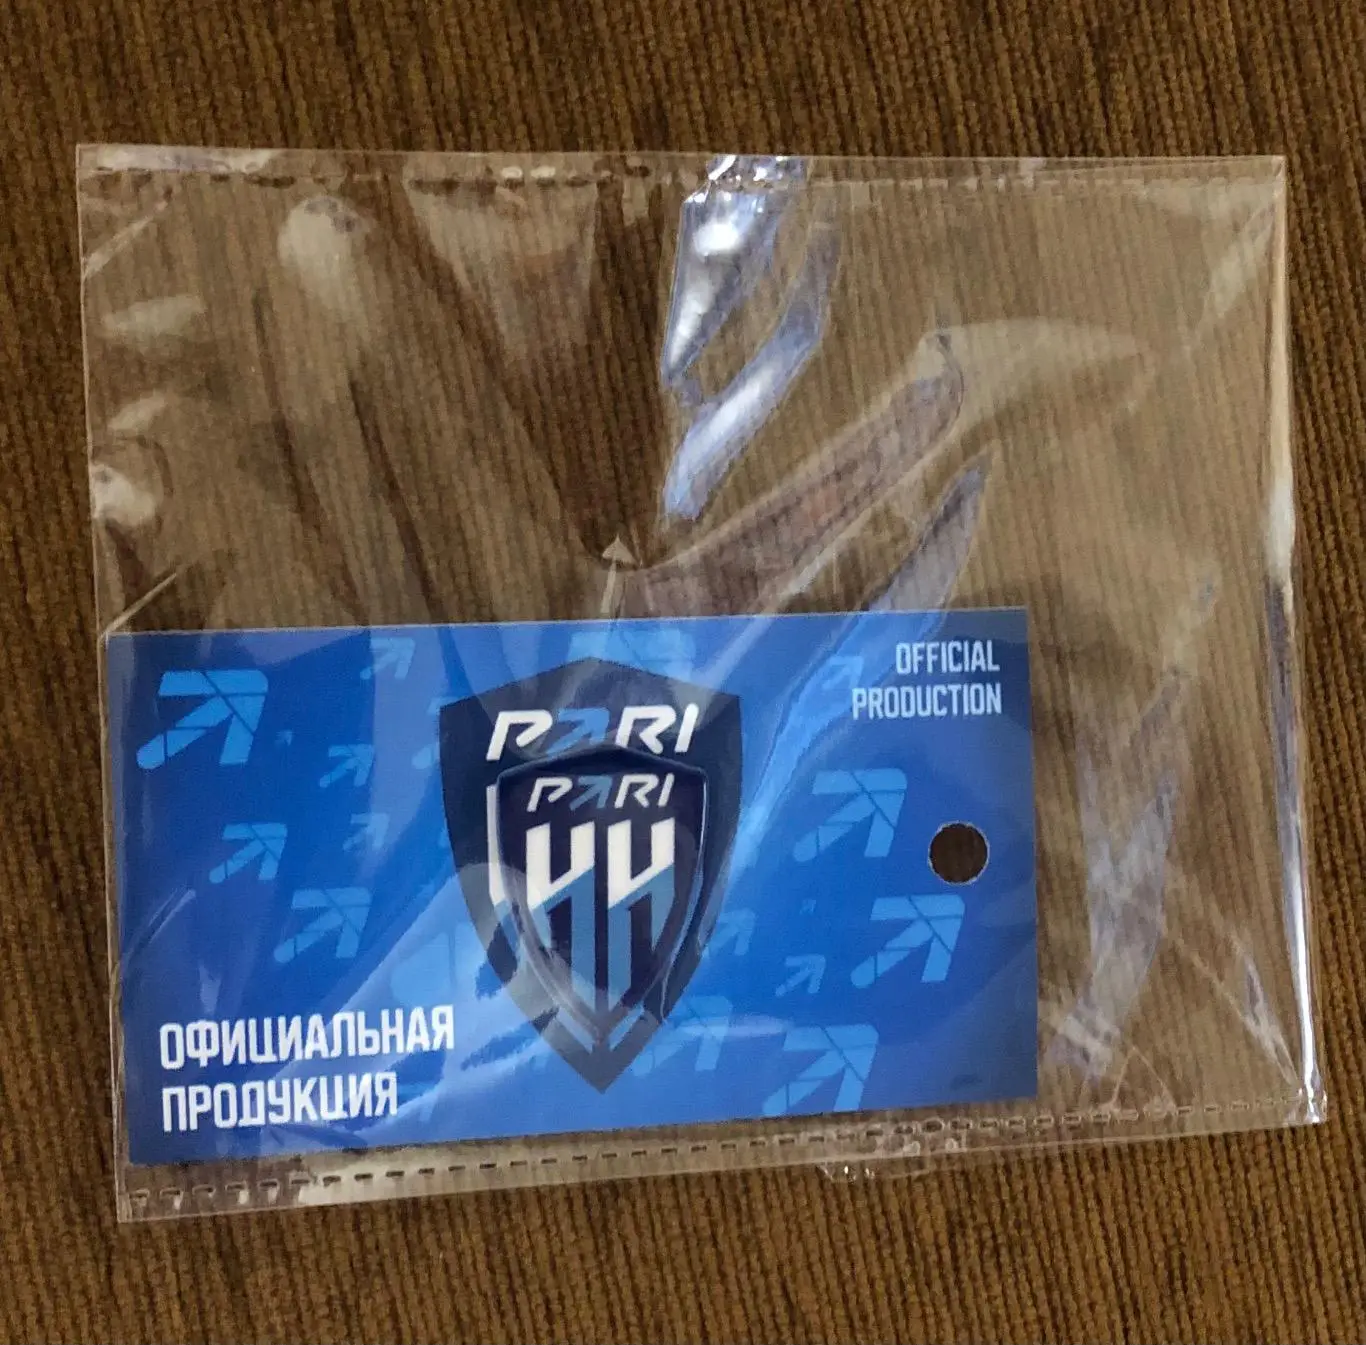 OFFICIAL
PRODUCTION
PARI
PARI
НН
ОФИЦИАЛЬНАЯ
ПРОДУКЦИЯ